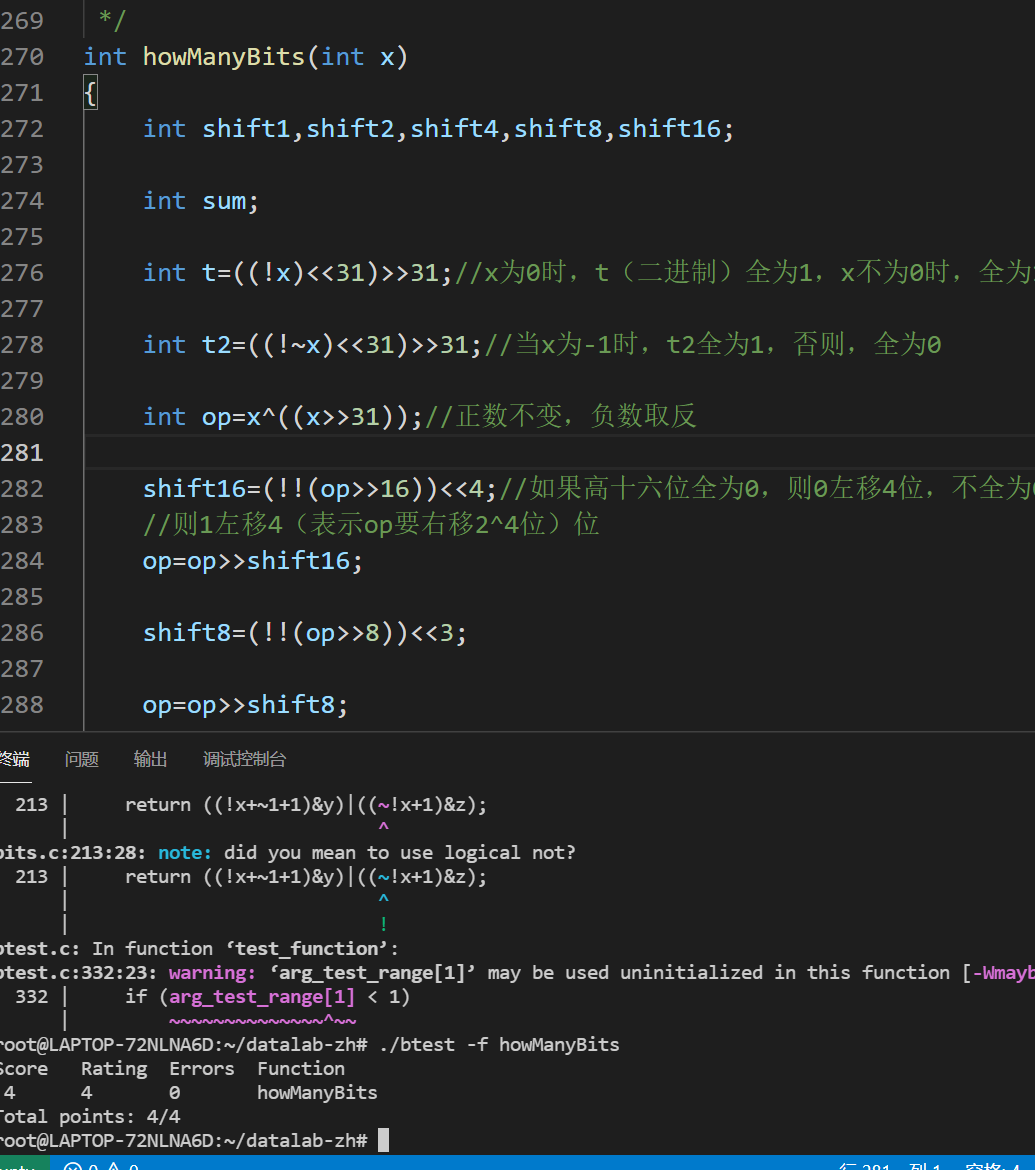 269 */
270 int howManyBits(int x)
271 {
272 int shift1,shift2,shift4,shift8,shift16;
273
274 int sum;
275
276 int t=((!x)<<31)>>31;//x为0时，t（二进制）全为1，x不为0时，全为
277
278 int t2=((!~x)<<31)>>31;//当x为-1时，t2全为1，否则，全为0
279
280 int op=x^((x>>31));//正数不变，负数取反
281
282 shift16=(!!(op>>16))<<4;//如果高十六位全为0，则0左移4位，不全为
283 //则1左移4（表示op要右移2^4位）位
284 op=op>>shift16;
285
286 shift8=(!!(op>>8))<<3;
287
288 op=op>>shift8;
终端 问题 输出 调试控制台
213 | return ((!x+~1+1)&y)|((~!x+1)&z);
| ^
bits.c:213:28: note: did you mean to use logical not?
213 | return ((!x+~1+1)&y)|((~!x+1)&z);
| ^
| !
btest.c: In function ‘test_function’:
btest.c:332:23: warning: ‘arg_test_range[1]’ may be used uninitialized in this function [-Wmayb
332 | if (arg_test_range[1] < 1)
| ~~~~~~~~~~~~~~^~~
root@LAPTOP-72NLNA6D:~/datalab-zh# ./btest -f howManyBits
Score Rating Errors Function
4 4 0 howManyBits
Total points: 4/4
root@LAPTOP-72NLNA6D:~/datalab-zh#
0 0 行 281，列 1